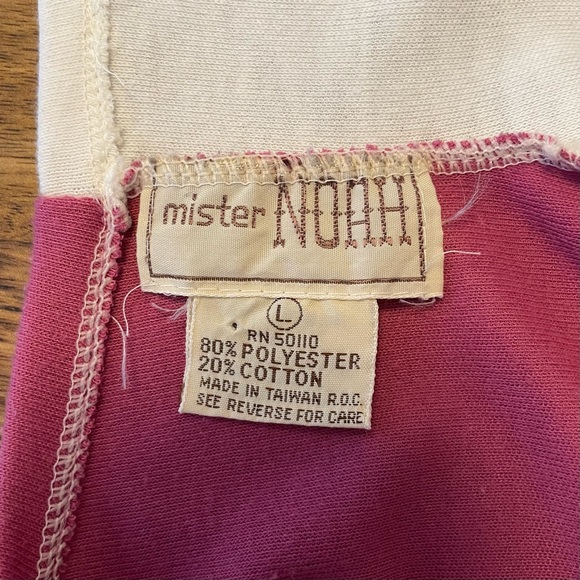 mister NOAH
L
RN 50110
80% POLYESTER
20% COTTON
MADE IN TAIWAN R.O.C.
SEE REVERSE FOR CARE